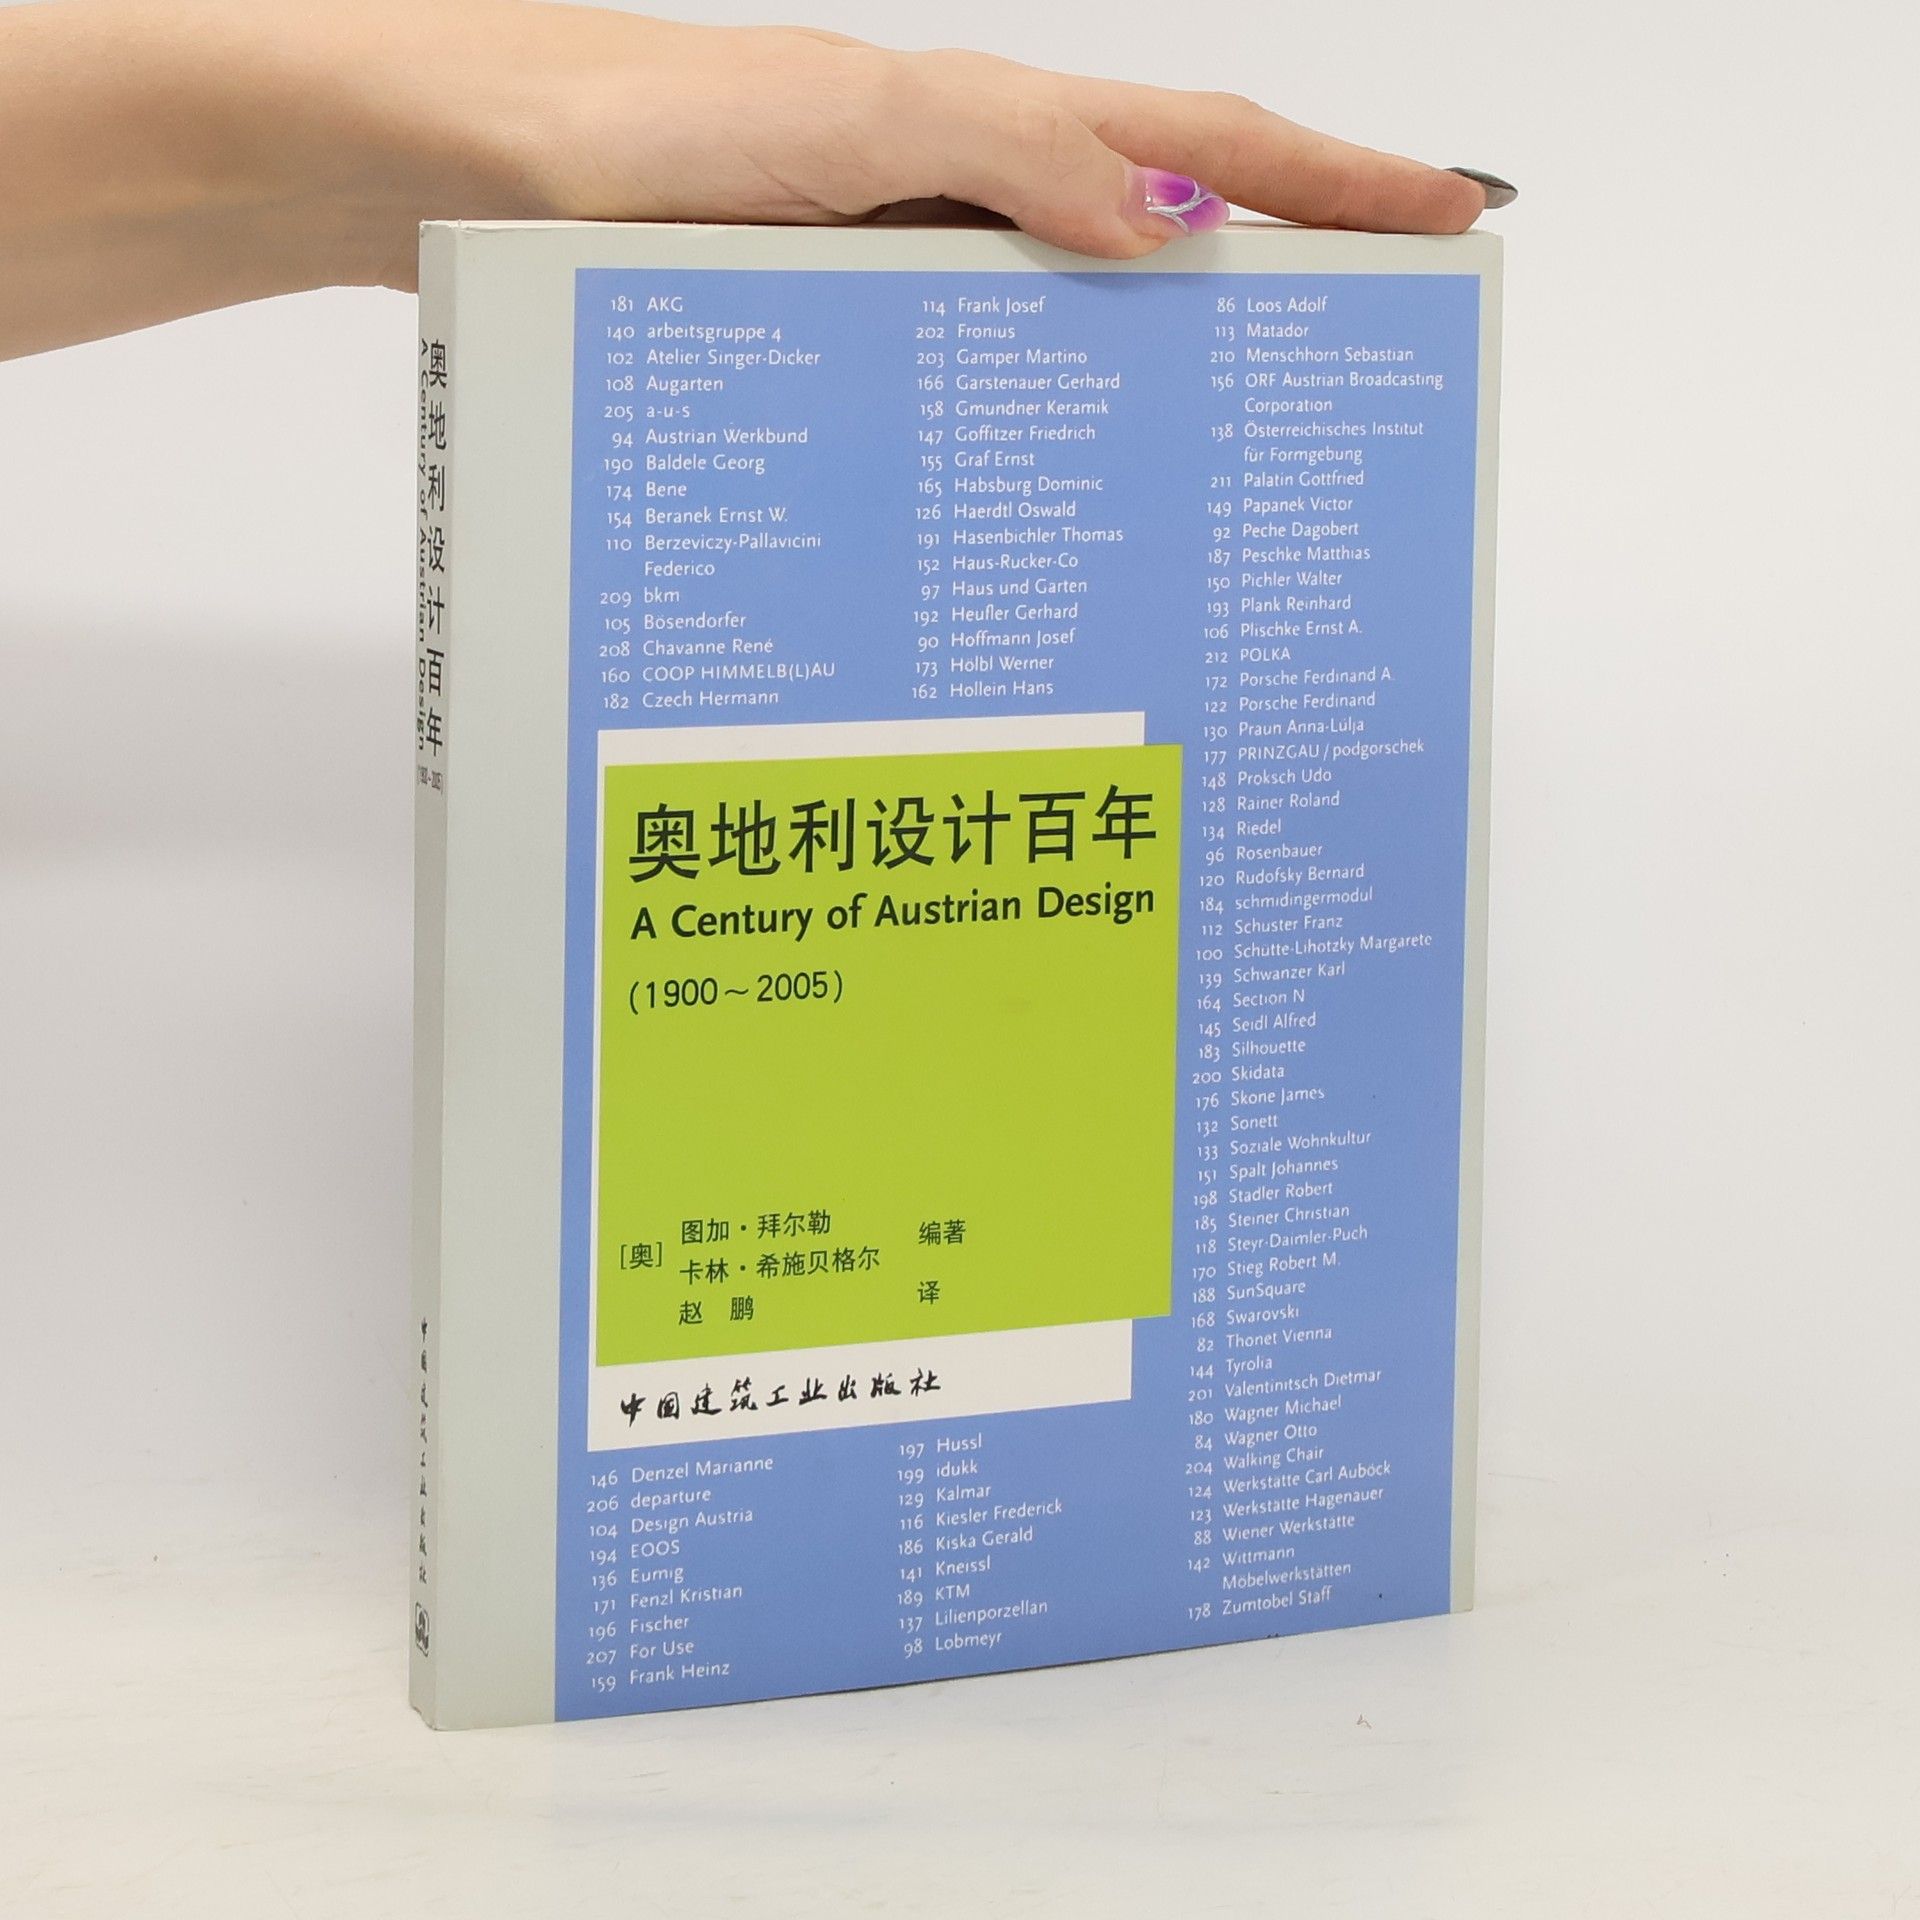 奥地利设计百年
A Century of Austrian Design
(1900~2005)
中国建筑工业出版社
181 AKG
140 arbeitsgruppe 4
102 Atelier Singer-Dicker
108 Augarten
205 a-u-s
94 Austrian Werkbund
190 Baldele Georg
174 Bene
154 Beranek Ernst W.
110 Berzeviczy-Pallavicini
Federico
209 bkm
105 Bösendorfer
208 Chavanne René
160 COOP HIMMELB(L)AU
182 Czech Hermann
114 Frank Josef
202 Fronius
203 Gamper Martino
166 Garstenauer Gerhard
158 Gmundner Keramik
147 Goffitzer Friedrich
155 Graf Ernst
165 Habsburg Dominic
126 Haerdtl Oswald
191 Hasenbichler Thomas
152 Haus-Rucker-Co
97 Haus und Garten
192 Heufler Gerhard
90 Hoffmann Josef
173 Hölbl Werner
162 Hollein Hans
奥地利设计百年
A Century of Austrian Design
(1900~2005)
[奥] 图加·拜尔勒
卡林·希施贝格尔 编著
赵 鹏 译
中国建筑工业出版社
146 Denzel Marianne
206 departure
104 Design Austria
194 EOOS
136 Eumig
171 Fenzl Kristian
196 Fischer
207 For Use
159 Frank Heinz
197 Hussl
199 idukk
129 Kalmar
116 Kiesler Frederick
186 Kiska Gerald
141 Kneissl
189 KTM
137 Lilienporzellan
98 Lobmeyr
86 Loos Adolf
113 Matador
210 Menschhorn Sebastian
156 ORF Austrian Broadcasting
Corporation
138 Österreichisches Institut
für Formgebung
211 Palatin Gottfried
149 Papanek Victor
92 Peche Dagobert
187 Peschke Matthias
150 Pichler Walter
193 Plank Reinhard
106 Plischke Ernst A.
212 POLKA
172 Porsche Ferdinand A.
122 Porsche Ferdinand
130 Praun Anna-Lülja
177 PRINZGAU / podgorschek
148 Proksch Udo
128 Rainer Roland
134 Riedel
96 Rosenbauer
120 Rudofsky Bernard
184 schmidingermodul
112 Schuster Franz
100 Schütte-Lihotzky Margarete
139 Schwanzer Karl
164 Section N
145 Seidl Alfred
183 Silhouette
200 Skidata
176 Skone James
132 Sonett
133 Soziale Wohnkultur
151 Spalt Johannes
198 Stadler Robert
185 Steiner Christian
118 Steyr-Daimler-Puch
170 Stieg Robert M.
188 SunSquare
168 Swarovski
82 Thonet Vienna
144 Tyrolia
201 Valentinitsch Dietmar
180 Wagner Michael
84 Wagner Otto
204 Walking Chair
124 Werkstätte Carl Auböck
123 Werkstätte Hagenauer
88 Wiener Werkstätte
142 Wittmann
Möbelwerkstätten
178 Zumtobel Staff